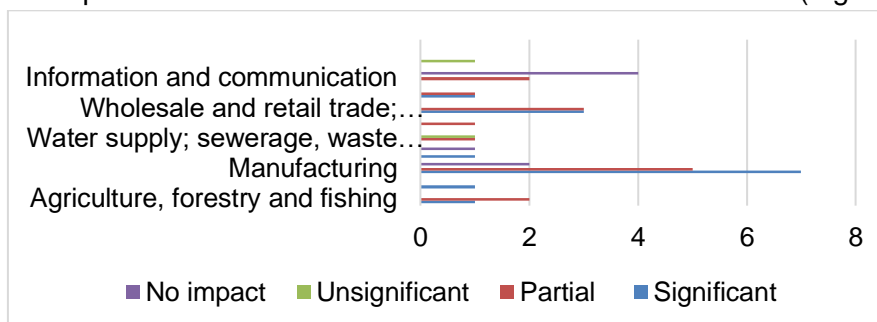 Information and communication
Wholesale and retail trade;…
Water supply; sewerage, waste…
Manufacturing
Agriculture, forestry and fishing
0 2 4 6 8
No impact Unsignificant Partial Significant